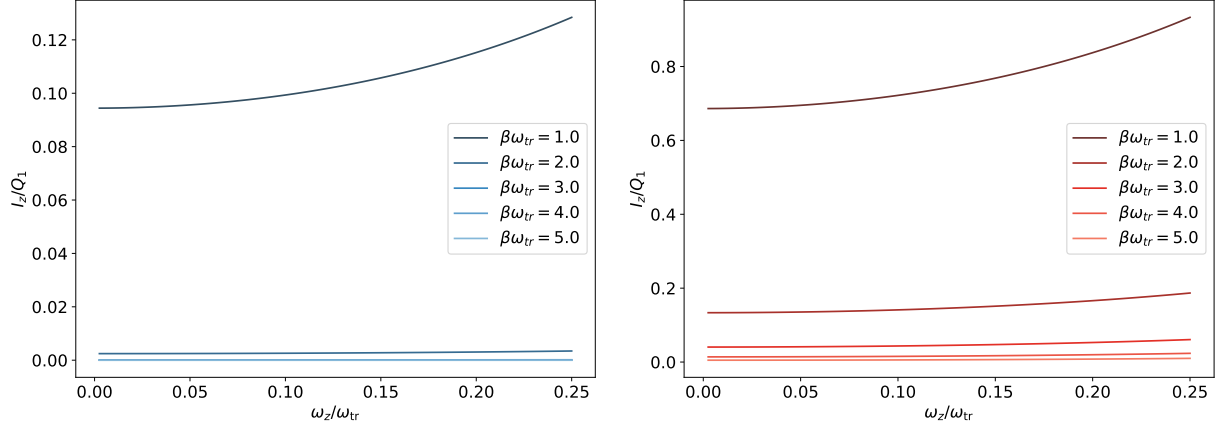 0.12
0.10
0.08
0.06
0.04
0.02
0.00
I_z/Q_1
0.00 0.05 0.10 0.15 0.20 0.25
ω_z/ω_tr
βω_tr = 1.0
βω_tr = 2.0
βω_tr = 3.0
βω_tr = 4.0
βω_tr = 5.0
0.8
0.6
0.4
0.2
0.0
I_z/Q_1
0.00 0.05 0.10 0.15 0.20 0.25
ω_z/ω_tr
βω_tr = 1.0
βω_tr = 2.0
βω_tr = 3.0
βω_tr = 4.0
βω_tr = 5.0